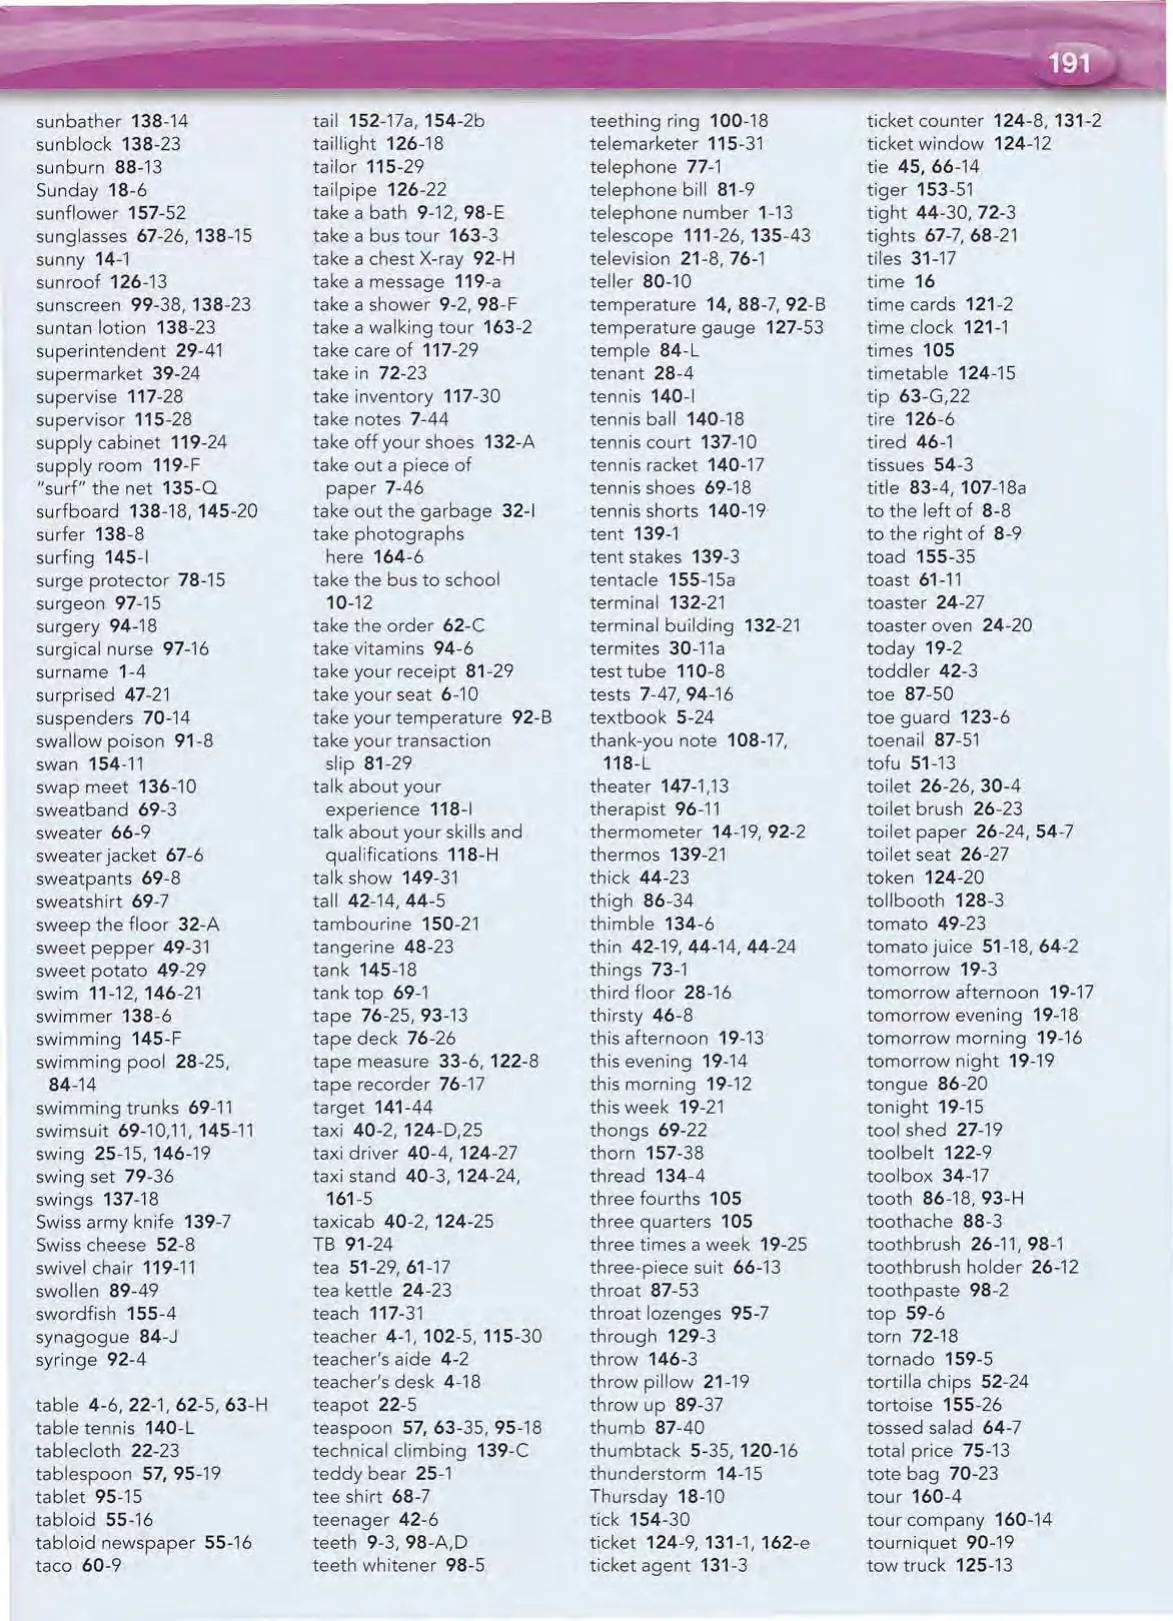 191
sunbather 138-14
sunblock 138-23
sunburn 88-13
Sunday 18-6
sunflower 157-52
sunglasses 67-26, 138-15
sunny 14-1
sunroof 126-13
sunscreen 99-38, 138-23
suntan lotion 138-23
superintendent 29-41
supermarket 39-24
supervise 117-28
supervisor 115-28
supply cabinet 119-24
supply room 119-F
"surf" the net 135-Q
surfboard 138-18, 145-20
surfer 138-8
surfing 145-I
surge protector 78-15
surgeon 97-15
surgery 94-18
surgical nurse 97-16
surname 1-4
surprised 47-21
suspenders 70-14
swallow poison 91-8
swan 154-11
swap meet 136-10
sweatband 69-3
sweater 66-9
sweater jacket 67-6
sweatpants 69-8
sweatshirt 69-7
sweep the floor 32-A
sweet pepper 49-31
sweet potato 49-29
swim 11-12, 146-21
swimmer 138-6
swimming 145-F
swimming pool 28-25,
84-14
swimming trunks 69-11
swimsuit 69-10,11, 145-11
swing 25-15, 146-19
swing set 79-36
swings 137-18
Swiss army knife 139-7
Swiss cheese 52-8
swivel chair 119-11
swollen 89-49
swordfish 155-4
synagogue 84-J
syringe 92-4
table 4-6, 22-1, 62-5, 63-H
table tennis 140-L
tablecloth 22-23
tablespoon 57, 95-19
tablet 95-15
tabloid 55-16
tabloid newspaper 55-16
taco 60-9
tail 152-17a, 154-2b
taillight 126-18
tailor 115-29
tailpipe 126-22
take a bath 9-12, 98-E
take a bus tour 163-3
take a chest X-ray 92-H
take a message 119-a
take a shower 9-2, 98-F
take a walking tour 163-2
take care of 117-29
take in 72-23
take inventory 117-30
take notes 7-44
take off your shoes 132-A
take out a piece of
paper 7-46
take out the garbage 32-I
take photographs
here 164-6
take the bus to school
10-12
take the order 62-C
take vitamins 94-6
take your receipt 81-29
take your seat 6-10
take your temperature 92-B
take your transaction
slip 81-29
talk about your
experience 118-I
talk about your skills and
qualifications 118-H
talk show 149-31
tall 42-14, 44-5
tambourine 150-21
tangerine 48-23
tank 145-18
tank top 69-1
tape 76-25, 93-13
tape deck 76-26
tape measure 33-6, 122-8
tape recorder 76-17
target 141-44
taxi 40-2, 124-D,25
taxi driver 40-4, 124-27
taxi stand 40-3, 124-24,
161-5
taxicab 40-2, 124-25
TB 91-24
tea 51-29, 61-17
tea kettle 24-23
teach 117-31
teacher 4-1, 102-5, 115-30
teacher's aide 4-2
teacher's desk 4-18
teapot 22-5
teaspoon 57, 63-35, 95-18
technical climbing 139-C
teddy bear 25-1
tee shirt 68-7
teenager 42-6
teeth 9-3, 98-A,D
teeth whitener 98-5
teething ring 100-18
telemarketer 115-31
telephone 77-1
telephone bill 81-9
telephone number 1-13
telescope 111-26, 135-43
television 21-8, 76-1
teller 80-10
temperature 14, 88-7, 92-B
temperature gauge 127-53
temple 84-L
tenant 28-4
tennis 140-I
tennis ball 140-18
tennis court 137-10
tennis racket 140-17
tennis shoes 69-18
tennis shorts 140-19
tent 139-1
tent stakes 139-3
tentacle 155-15a
terminal 132-21
terminal building 132-21
termites 30-11a
test tube 110-8
tests 7-47, 94-16
textbook 5-24
thank-you note 108-17,
118-L
theater 147-1,13
therapist 96-11
thermometer 14-19, 92-2
thermos 139-21
thick 44-23
thigh 86-34
thimble 134-6
thin 42-19, 44-14, 44-24
things 73-1
third floor 28-16
thirsty 46-8
this afternoon 19-13
this evening 19-14
this morning 19-12
this week 19-21
thongs 69-22
thorn 157-38
thread 134-4
three fourths 105
three quarters 105
three times a week 19-25
three-piece suit 66-13
throat 87-53
throat lozenges 95-7
through 129-3
throw 146-3
throw pillow 21-19
throw up 89-37
thumb 87-40
thumbtack 5-35, 120-16
thunderstorm 14-15
Thursday 18-10
tick 154-30
ticket 124-9, 131-1, 162-e
ticket agent 131-3
ticket counter 124-8, 131-2
ticket window 124-12
tie 45, 66-14
tiger 153-51
tight 44-30, 72-3
tights 67-7, 68-21
tiles 31-17
time 16
time cards 121-2
time clock 121-1
times 105
timetable 124-15
tip 63-G,22
tire 126-6
tired 46-1
tissues 54-3
title 83-4, 107-18a
to the left of 8-8
to the right of 8-9
toad 155-35
toast 61-11
toaster 24-27
toaster oven 24-20
today 19-2
toddler 42-3
toe 87-50
toe guard 123-6
toenail 87-51
tofu 51-13
toilet 26-26, 30-4
toilet brush 26-23
toilet paper 26-24, 54-7
toilet seat 26-27
token 124-20
tollbooth 128-3
tomato 49-23
tomato juice 51-18, 64-2
tomorrow 19-3
tomorrow afternoon 19-17
tomorrow evening 19-18
tomorrow morning 19-16
tomorrow night 19-19
tongue 86-20
tonight 19-15
tool shed 27-19
toolbelt 122-9
toolbox 34-17
tooth 86-18, 93-H
toothache 88-3
toothbrush 26-11, 98-1
toothbrush holder 26-12
toothpaste 98-2
top 59-6
torn 72-18
tornado 159-5
tortilla chips 52-24
tortoise 155-26
tossed salad 64-7
total price 75-13
tote bag 70-23
tour 160-4
tour company 160-14
tourniquet 90-19
tow truck 125-13